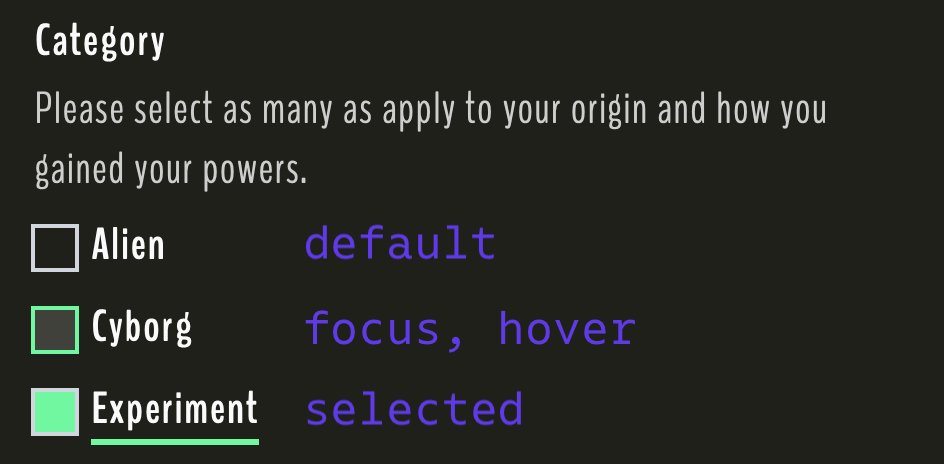 Category
Please select as many as apply to your origin and how you
gained your powers.
Alien default
Cyborg focus, hover
Experiment selected